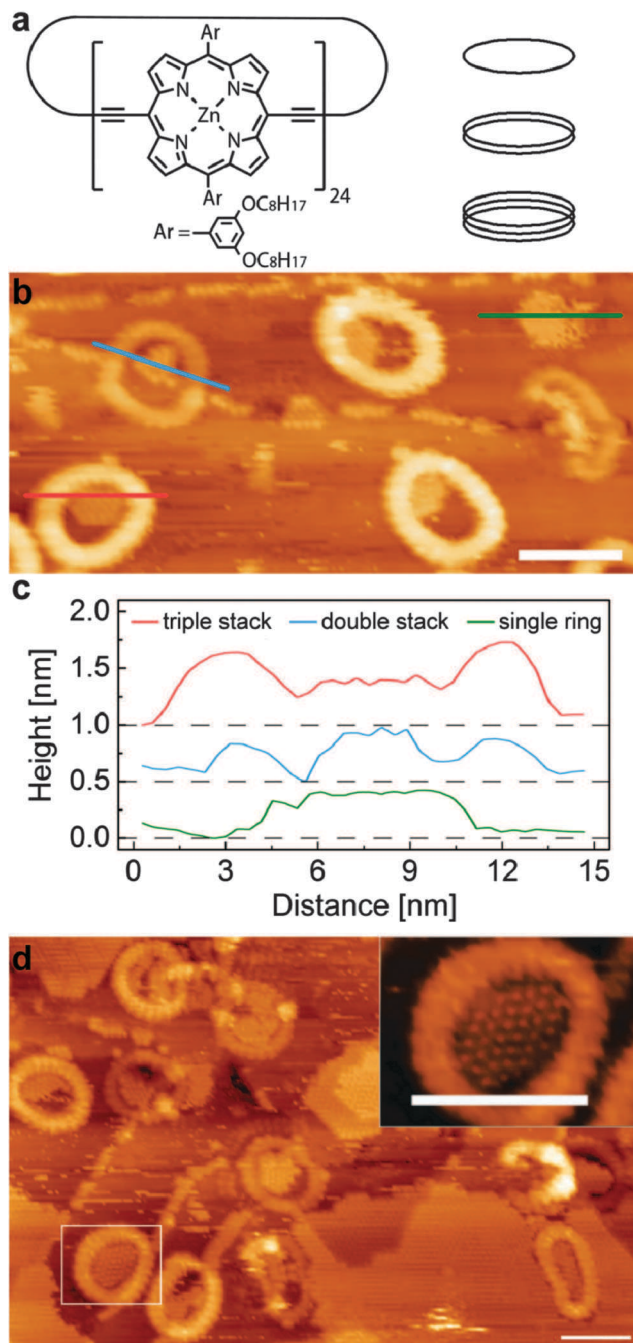 a
Ar
N
N
Zn
N
N
Ar
24
Ar =
OC8H17
OC8H17
b
c
2.0
triple stack
double stack
single ring
1.5
1.0
0.5
0.0
Height [nm]
0
3
6
9
12
15
Distance [nm]
d